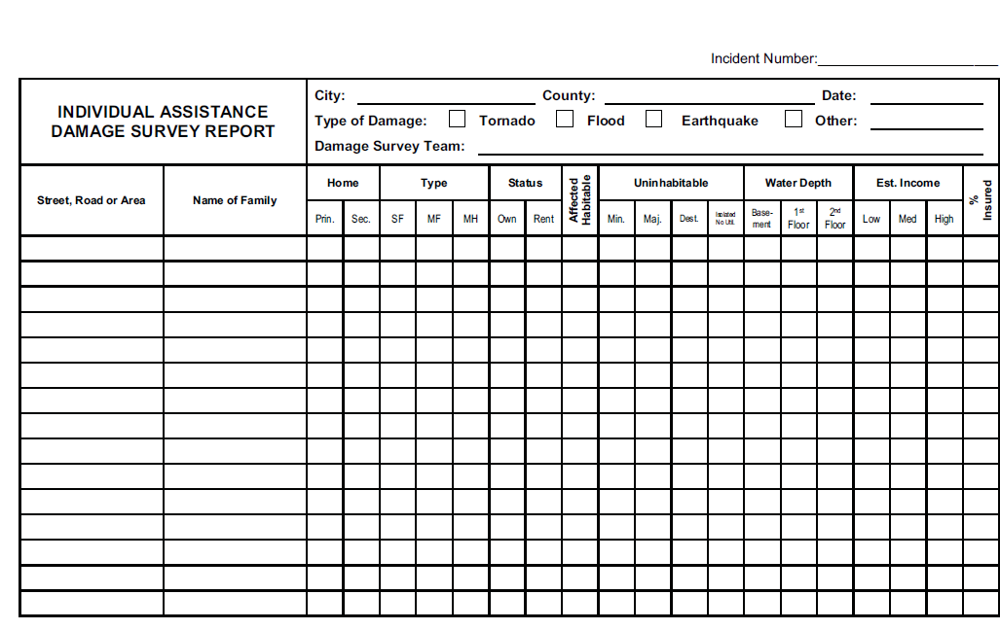 Incident Number:
INDIVIDUAL ASSISTANCE
DAMAGE SURVEY REPORT
City: County: Date:
Type of Damage: Tornado Flood Earthquake Other:
Damage Survey Team:
Street, Road or Area
Name of Family
Home
Type
Status
Affected
Habitable
Uninhabitable
Water Depth
Est. Income
%
Insured
Prin.
Sec.
SF
MF
MH
Own
Rent
Min.
Maj.
Dest.
Isolated
No Util.
Base-
ment
1st
Floor
2nd
Floor
Low
Med
High